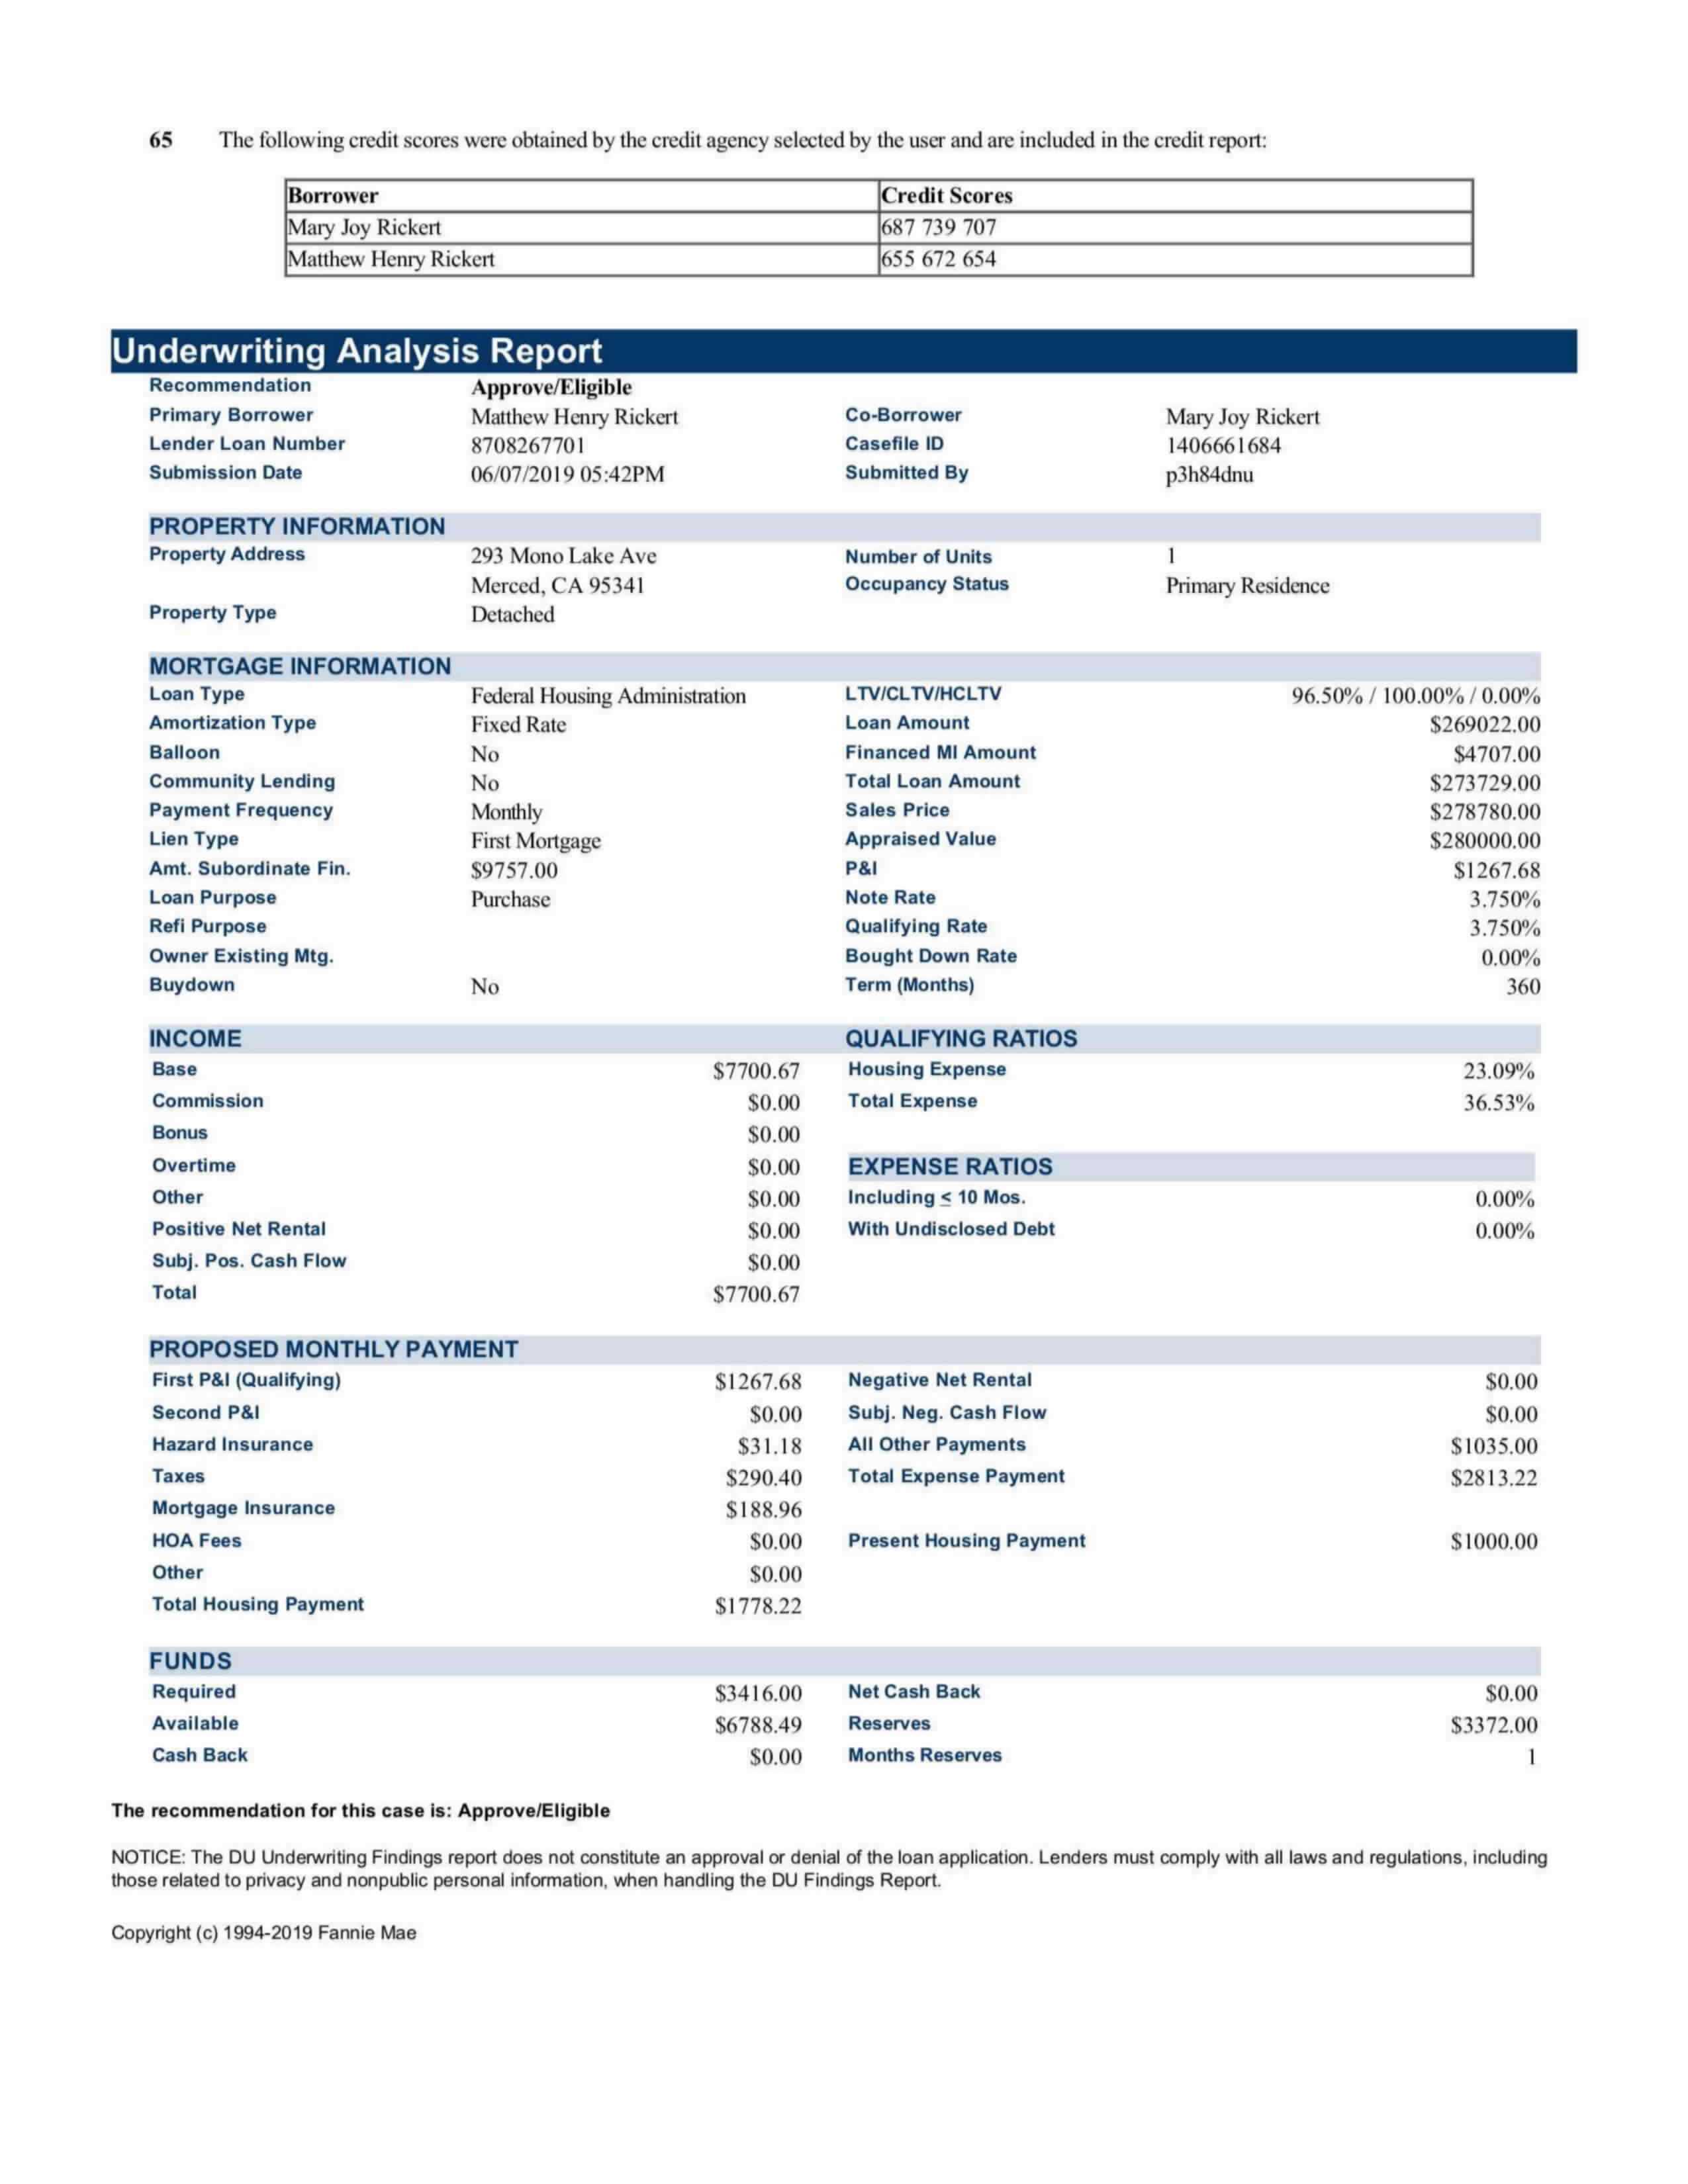 65 The following credit scores were obtained by the credit agency selected by the user and are included in the credit report:
Borrower Credit Scores
Mary Joy Rickert 687 739 707
Matthew Henry Rickert 655 672 654
Underwriting Analysis Report
Recommendation Approve/Eligible
Primary Borrower Matthew Henry Rickert Co-Borrower Mary Joy Rickert
Lender Loan Number 8708267701 Casefile ID 1406661684
Submission Date 06/07/2019 05:42PM Submitted By p3h84dnu
PROPERTY INFORMATION
Property Address 293 Mono Lake Ave Number of Units 1
Merced, CA 95341 Occupancy Status Primary Residence
Property Type Detached
MORTGAGE INFORMATION
Loan Type Federal Housing Administration LTV/CLTV/HCLTV 96.50% / 100.00% / 0.00%
Amortization Type Fixed Rate Loan Amount $269022.00
Balloon No Financed MI Amount $4707.00
Community Lending No Total Loan Amount $273729.00
Payment Frequency Monthly Sales Price $278780.00
Lien Type First Mortgage Appraised Value $280000.00
Amt. Subordinate Fin. $9757.00 P&I $1267.68
Loan Purpose Purchase Note Rate 3.750%
Refi Purpose Qualifying Rate 3.750%
Owner Existing Mtg. Bought Down Rate 0.00%
Buydown No Term (Months) 360
INCOME QUALIFYING RATIOS
Base $7700.67 Housing Expense 23.09%
Commission $0.00 Total Expense 36.53%
Bonus $0.00
Overtime $0.00 EXPENSE RATIOS
Other $0.00 Including ≤ 10 Mos. 0.00%
Positive Net Rental $0.00 With Undisclosed Debt 0.00%
Subj. Pos. Cash Flow $0.00
Total $7700.67
PROPOSED MONTHLY PAYMENT
First P&I (Qualifying) $1267.68 Negative Net Rental $0.00
Second P&I $0.00 Subj. Neg. Cash Flow $0.00
Hazard Insurance $31.18 All Other Payments $1035.00
Taxes $290.40 Total Expense Payment $2813.22
Mortgage Insurance $188.96
HOA Fees $0.00 Present Housing Payment $1000.00
Other $0.00
Total Housing Payment $1778.22
FUNDS
Required $3416.00 Net Cash Back $0.00
Available $6788.49 Reserves $3372.00
Cash Back $0.00 Months Reserves 1
The recommendation for this case is: Approve/Eligible
NOTICE: The DU Underwriting Findings report does not constitute an approval or denial of the loan application. Lenders must comply with all laws and regulations, including
those related to privacy and nonpublic personal information, when handling the DU Findings Report.
Copyright (c) 1994-2019 Fannie Mae